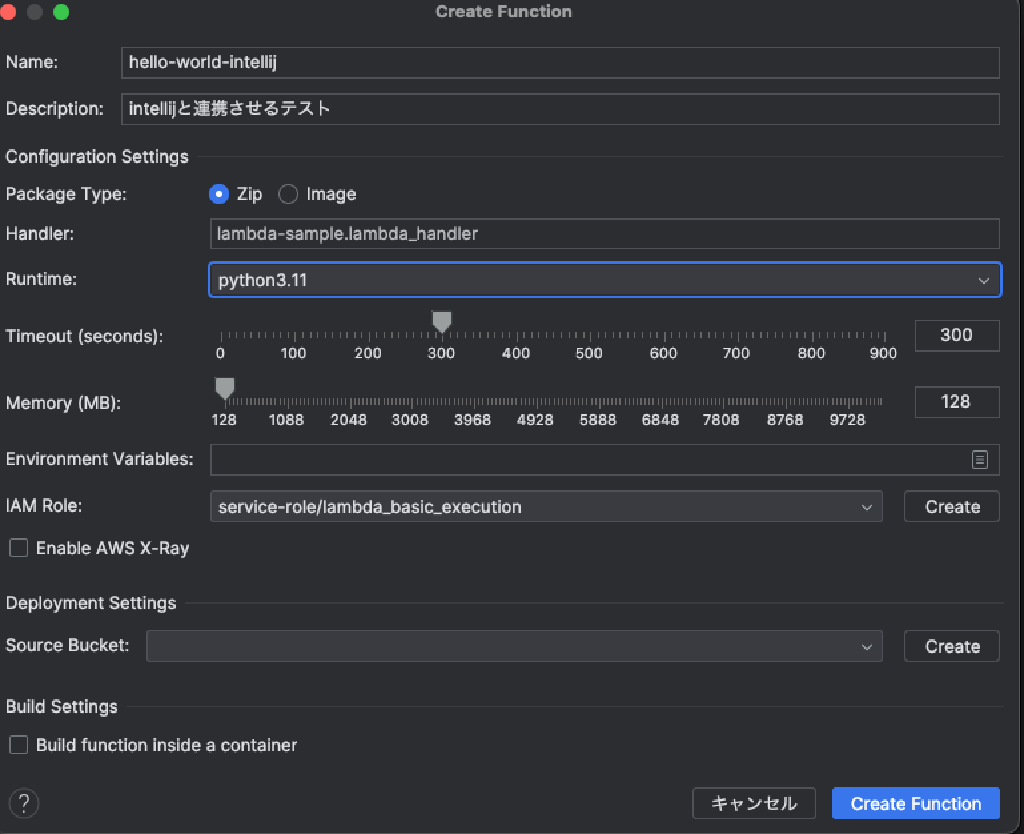 Create Function
Name: hello-world-intellij
Description: intellijと連携させるテスト
Configuration Settings
Package Type: Zip Image
Handler: lambda-sample.lambda_handler
Runtime: python3.11
Timeout (seconds): 300
0 100 200 300 400 500 600 700 800 900
Memory (MB): 128
128 1088 2048 3008 3968 4928 5888 6848 7808 8768 9728
Environment Variables:
IAM Role: service-role/lambda_basic_execution Create
Enable AWS X-Ray
Deployment Settings
Source Bucket: Create
Build Settings
Build function inside a container
? キャンセル Create Function